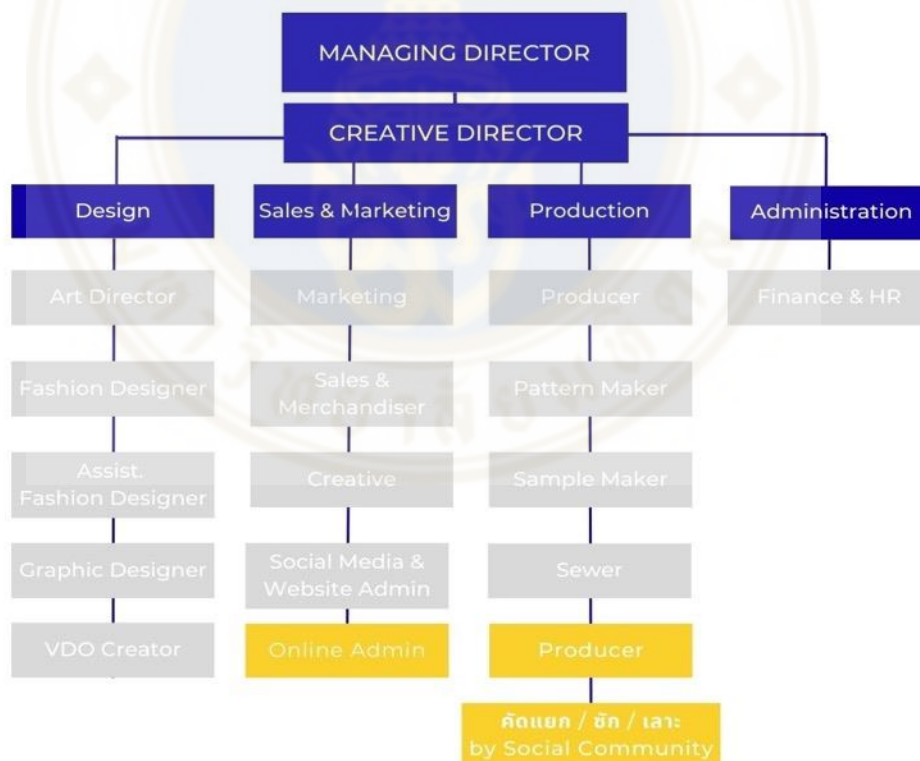 MANAGING DIRECTOR
CREATIVE DIRECTOR
Design
Sales & Marketing
Production
Administration
Art Director
Marketing
Producer
Finance & HR
Fashion Designer
Sales &
Merchandiser
Pattern Maker
Assist.
Fashion Designer
Creative
Sample Maker
Graphic Designer
Social Media &
Website Admin
Sewer
VDO Creator
Online Admin
Producer
คัดแยก / ซัก / เลาะ
by Social Community